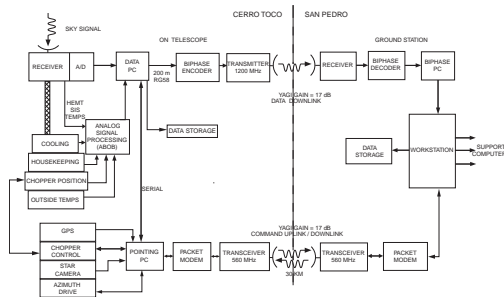 CERRO TOCO
SAN PEDRO
SKY SIGNAL
ON TELESCOPE
GROUND STATION
RECEIVER
A/D
DATA
PC
200 m
RG58
BIPHASE
ENCODER
TRANSMITTER
1200 MHz
RECEIVER
BIPHASE
DECODER
BIPHASE
PC
YAGI GAIN = 17 dB
DATA DOWNLINK
HEMT
SIS
TEMPS
ANALOG
SIGNAL
PROCESSING
(ABOB)
DATA STORAGE
COOLING
HOUSEKEEPING
CHOPPER POSITION
OUTSIDE TEMPS
SERIAL
DATA
STORAGE
WORKSTATION
SUPPORT
COMPUTER
GPS
CHOPPER
CONTROL
STAR
CAMERA
AZIMUTH
DRIVE
POINTING
PC
PACKET
MODEM
TRANSCEIVER
560 MHz
YAGI GAIN = 17 dB
COMMAND UPLINK / DOWNLINK
30 KM
TRANSCEIVER
560 MHz
PACKET
MODEM